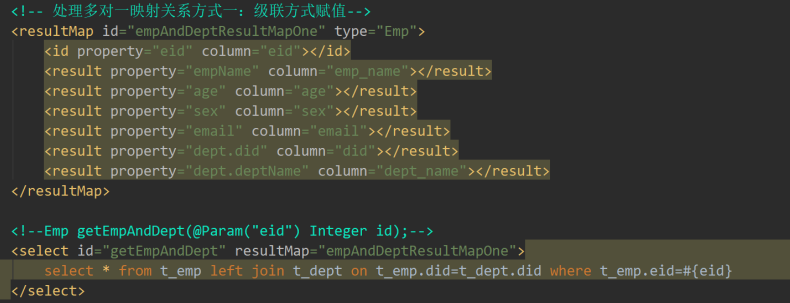 <!-- 处理多对一映射关系方式一：级联方式赋值-->
<resultMap id="empAndDeptResultMapOne" type="Emp">
    <id property="eid" column="eid"></id>
    <result property="empName" column="emp_name"></result>
    <result property="age" column="age"></result>
    <result property="sex" column="sex"></result>
    <result property="email" column="email"></result>
    <result property="dept.did" column="did"></result>
    <result property="dept.deptName" column="dept_name"></result>
</resultMap>
<!--Emp getEmpAndDept(@Param("eid") Integer id);-->
<select id="getEmpAndDept" resultMap="empAndDeptResultMapOne">
    select * from t_emp left join t_dept on t_emp.did=t_dept.did where t_emp.eid=#{eid}
</select>